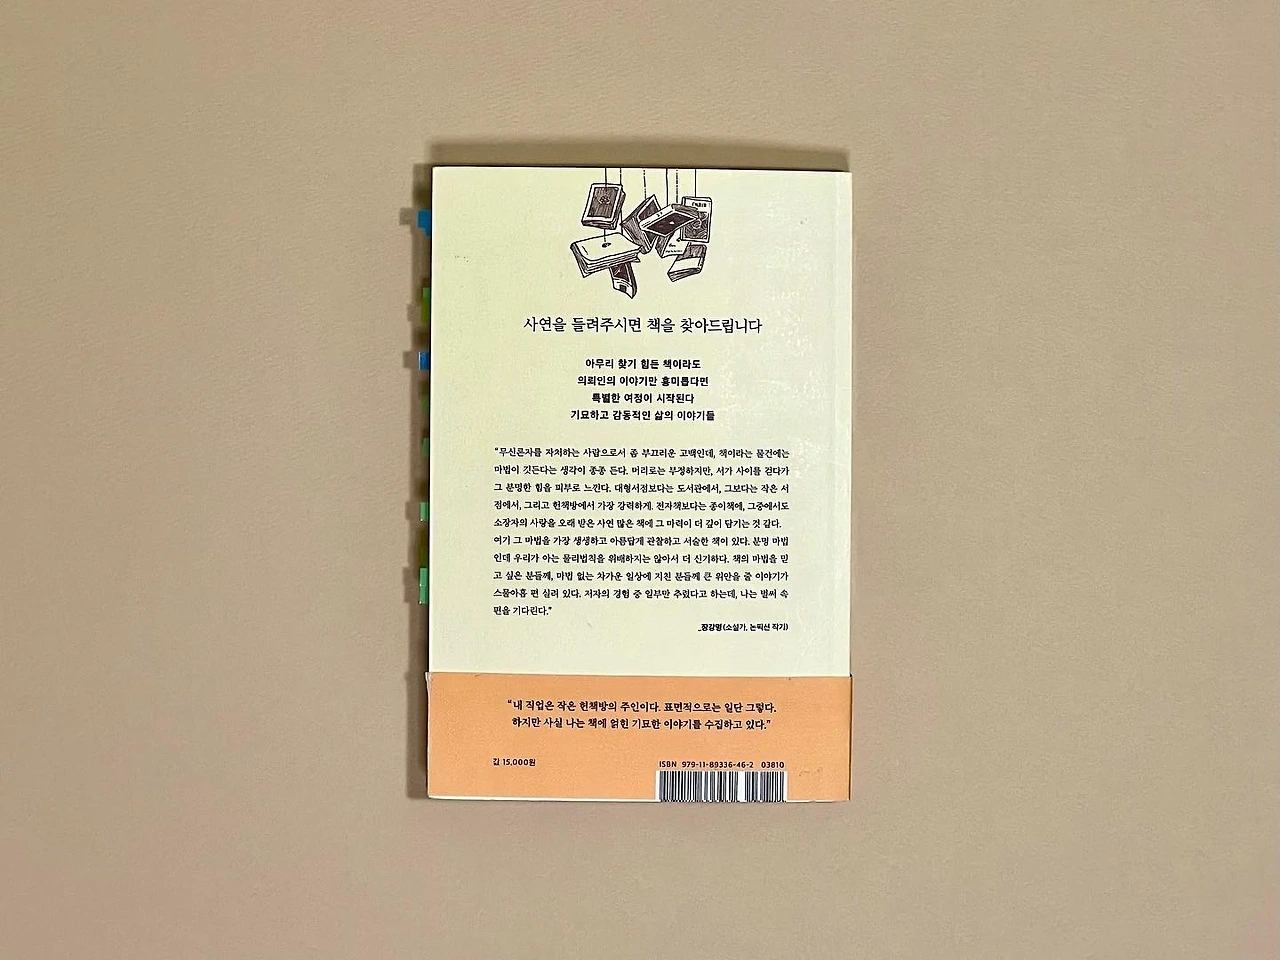 사연을 들려주시면 책을 찾아드립니다
아무리 찾기 힘든 책이라도
의뢰인의 이야기만 흥미롭다면
특별한 여정이 시작된다
기묘하고 감동적인 삶의 이야기들
“무신론자를 자처하는 사람으로서 좀 부끄러운 고백인데, 책이라는 물건에는
마법이 깃든다는 생각이 종종 든다. 머리로는 부정하지만, 서가 사이를 걷다가
그 분명한 힘을 피부로 느낀다. 대형서점보다는 도서관에서, 그보다는 작은 서
점에서, 그리고 헌책방에서 가장 강력하게. 전자책보다는 종이책에, 그중에서도
소장자의 사랑을 오래 받은 사연 많은 책에 그 마력이 더 깊이 담기는 것 같다.
여기 그 마법을 가장 생생하고 아름답게 관찰하고 서술한 책이 있다. 분명 마법
인데 우리가 아는 물리법칙을 위배하지는 않아서 더 신기하다. 책의 마법을 믿
고 싶은 분들께, 마법 없는 차가운 일상에 지친 분들께 큰 위안을 줄 이야기가
스물아홉 편 실려 있다. 저자의 경험 중 일부만 추렸다고 하는데, 나는 벌써 속
편을 기다린다.”
_장강명(소설가, 논픽션 작가)
“내 직업은 작은 헌책방의 주인이다. 표면적으로는 일단 그렇다.
하지만 사실 나는 책에 얽힌 기묘한 이야기를 수집하고 있다.”
값 15,000원
ISBN 979-11-89336-46-2 03810